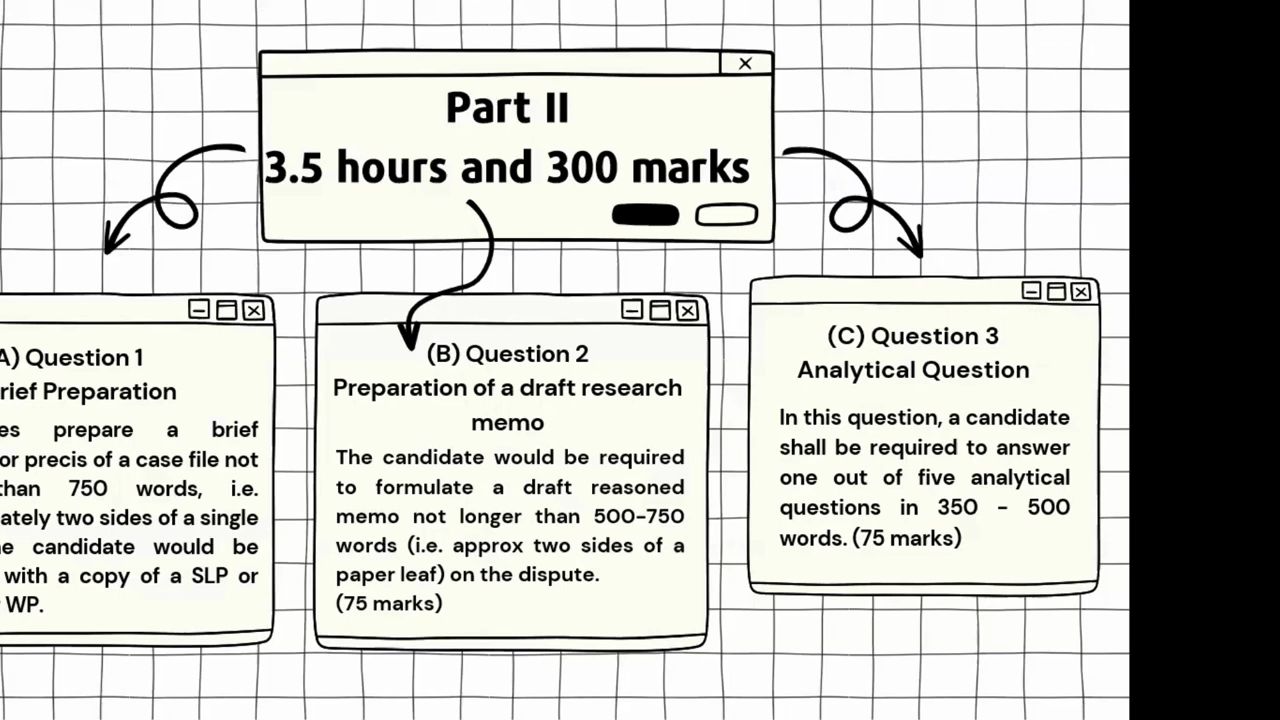 Part II
3.5 hours and 300 marks
A) Question 1
rief Preparation
es prepare a brief
or precis of a case file not
than 750 words, i.e.
ately two sides of a single
e candidate would be
with a copy of a SLP or
WP.
(B) Question 2
Preparation of a draft research
memo
The candidate would be required
to formulate a draft reasoned
memo not longer than 500-750
words (i.e. approx two sides of a
paper leaf) on the dispute.
(75 marks)
(C) Question 3
Analytical Question
In this question, a candidate
shall be required to answer
one out of five analytical
questions in 350 - 500
words. (75 marks)